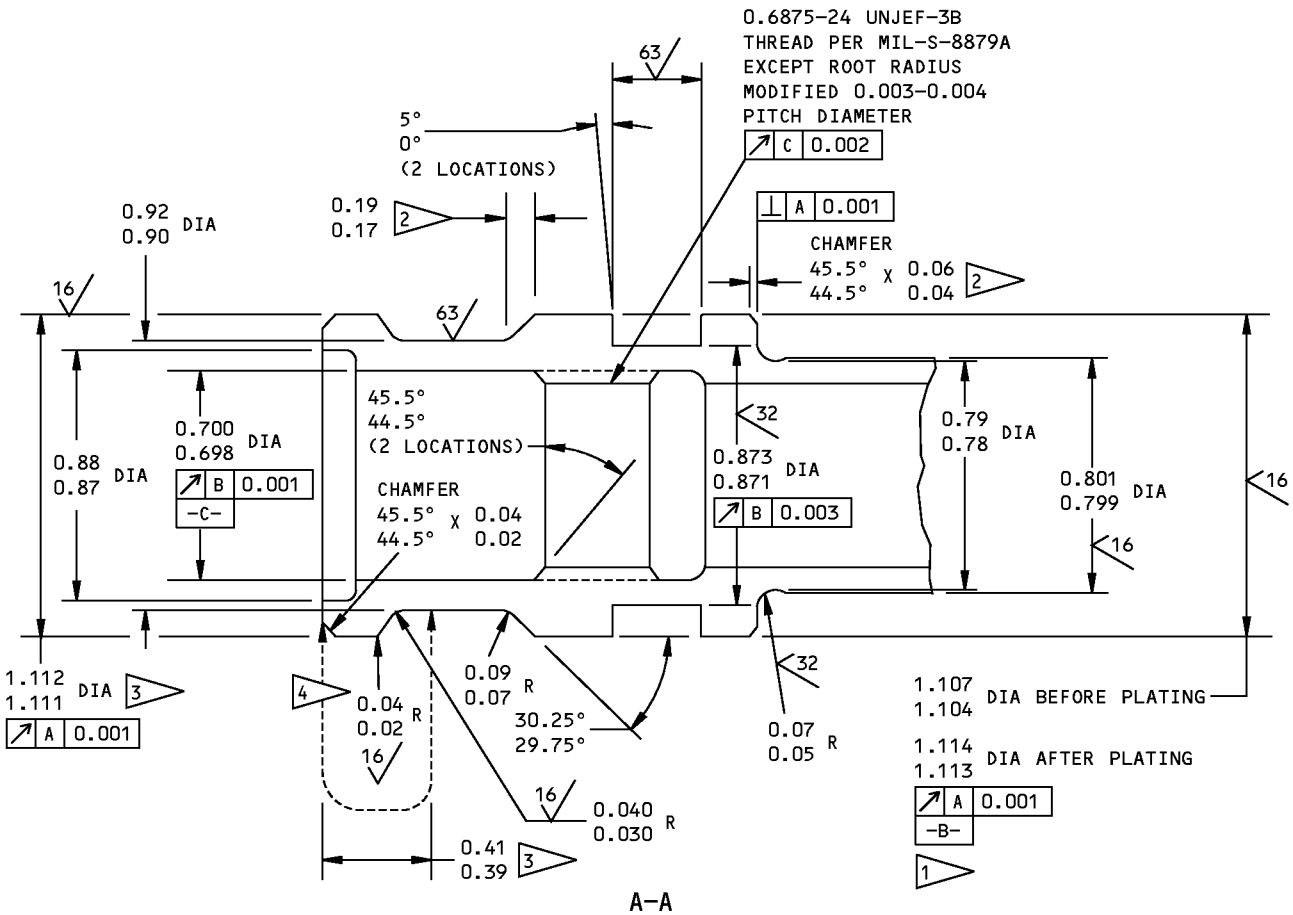 0.6875-24 UNJEF-3B
THREAD PER MIL-S-8879A
EXCEPT ROOT RADIUS
MODIFIED 0.003-0.004
PITCH DIAMETER
C 0.002
63
5°
0°
(2 LOCATIONS)
0.19
0.17
2
0.92
0.90 DIA
A 0.001
CHAMFER
45.5° X 0.06
44.5° 0.04
2
16
63
45.5°
44.5°
(2 LOCATIONS)
32
0.700
0.698 DIA
B 0.001
-C-
0.88
0.87 DIA
0.873
0.871 DIA
B 0.003
0.79
0.78 DIA
0.801
0.799 DIA
16
16
CHAMFER
45.5° X 0.04
44.5° 0.02
1.112
1.111 DIA
3
A 0.001
4
0.04
0.02 R
16
0.09
0.07 R
30.25°
29.75°
32
0.07
0.05 R
1.107
1.104 DIA BEFORE PLATING
1.114
1.113 DIA AFTER PLATING
A 0.001
-B-
1
16
0.040
0.030 R
0.41
0.39
3
A-A